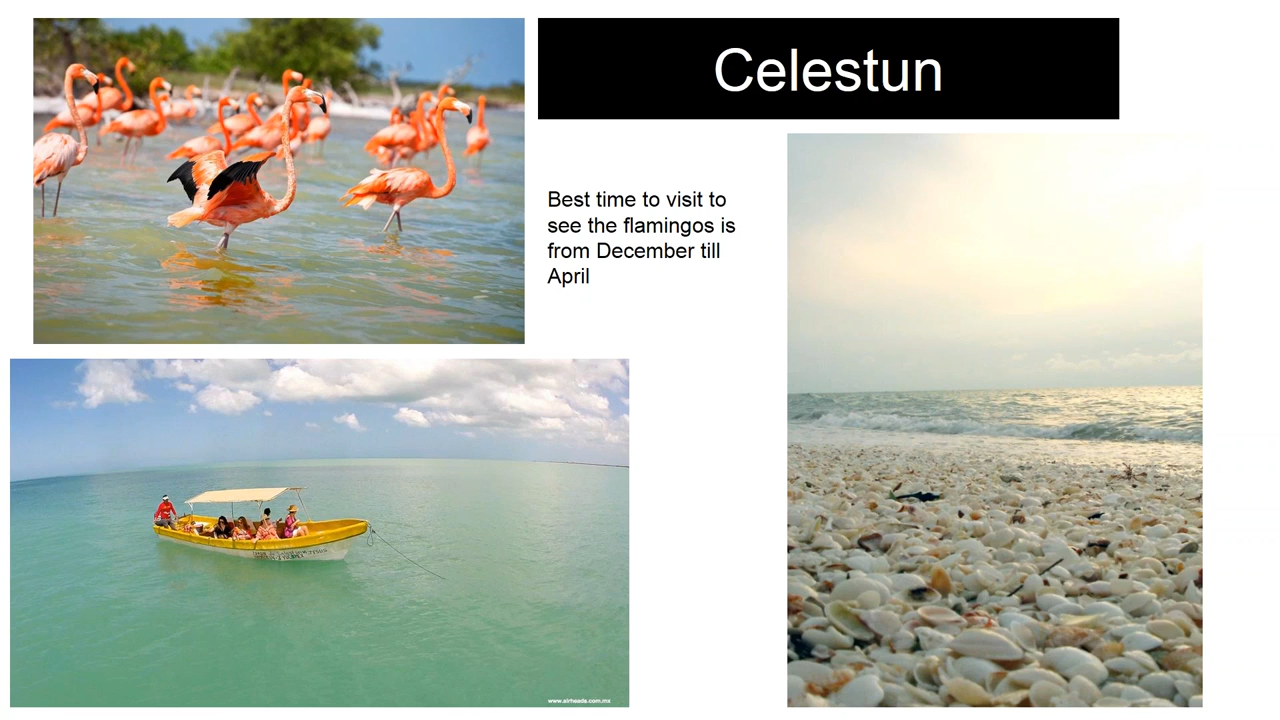 Celestun
Best time to visit to
see the flamingos is
from December till
April
www.airheads.com.mx